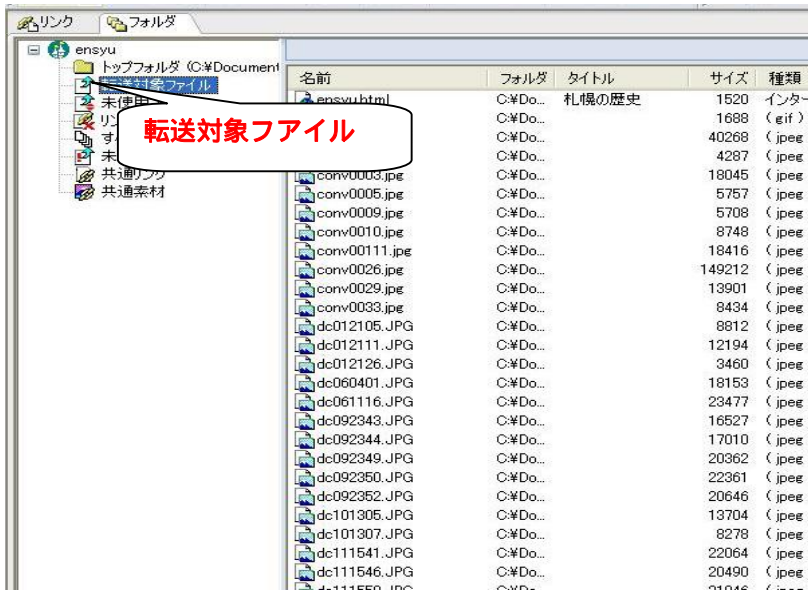 リンク フォルダ
ensyu
トップフォルダ (C:¥Document
転送対象ファイル
未使用
リン
す
未
共通リンク
共通素材
転送対象フアイル
名前 フォルダ タイトル サイズ 種類
ensyu.html C:¥Do... 札幌の歴史 1520 インター
C:¥Do... 1688 (gif)
C:¥Do... 40268 (jpeg
C:¥Do... 4287 (jpeg
conv0003.jpg C:¥Do... 18045 (jpeg
conv0005.jpg C:¥Do... 5757 (jpeg
conv0009.jpg C:¥Do... 5708 (jpeg
conv0010.jpg C:¥Do... 8748 (jpeg
conv00111.jpg C:¥Do... 18416 (jpeg
conv0026.jpg C:¥Do... 149212 (jpeg
conv0029.jpg C:¥Do... 13901 (jpeg
conv0033.jpg C:¥Do... 8434 (jpeg
dc012105.JPG C:¥Do... 8812 (jpeg
dc012111.JPG C:¥Do... 12194 (jpeg
dc012126.JPG C:¥Do... 3460 (jpeg
dc060401.JPG C:¥Do... 18153 (jpeg
dc061116.JPG C:¥Do... 23477 (jpeg
dc092343.JPG C:¥Do... 16527 (jpeg
dc092344.JPG C:¥Do... 17010 (jpeg
dc092349.JPG C:¥Do... 20362 (jpeg
dc092350.JPG C:¥Do... 22361 (jpeg
dc092352.JPG C:¥Do... 20646 (jpeg
dc101305.JPG C:¥Do... 13704 (jpeg
dc101307.JPG C:¥Do... 8278 (jpeg
dc111541.JPG C:¥Do... 22064 (jpeg
dc111546.JPG C:¥Do... 20490 (jpeg